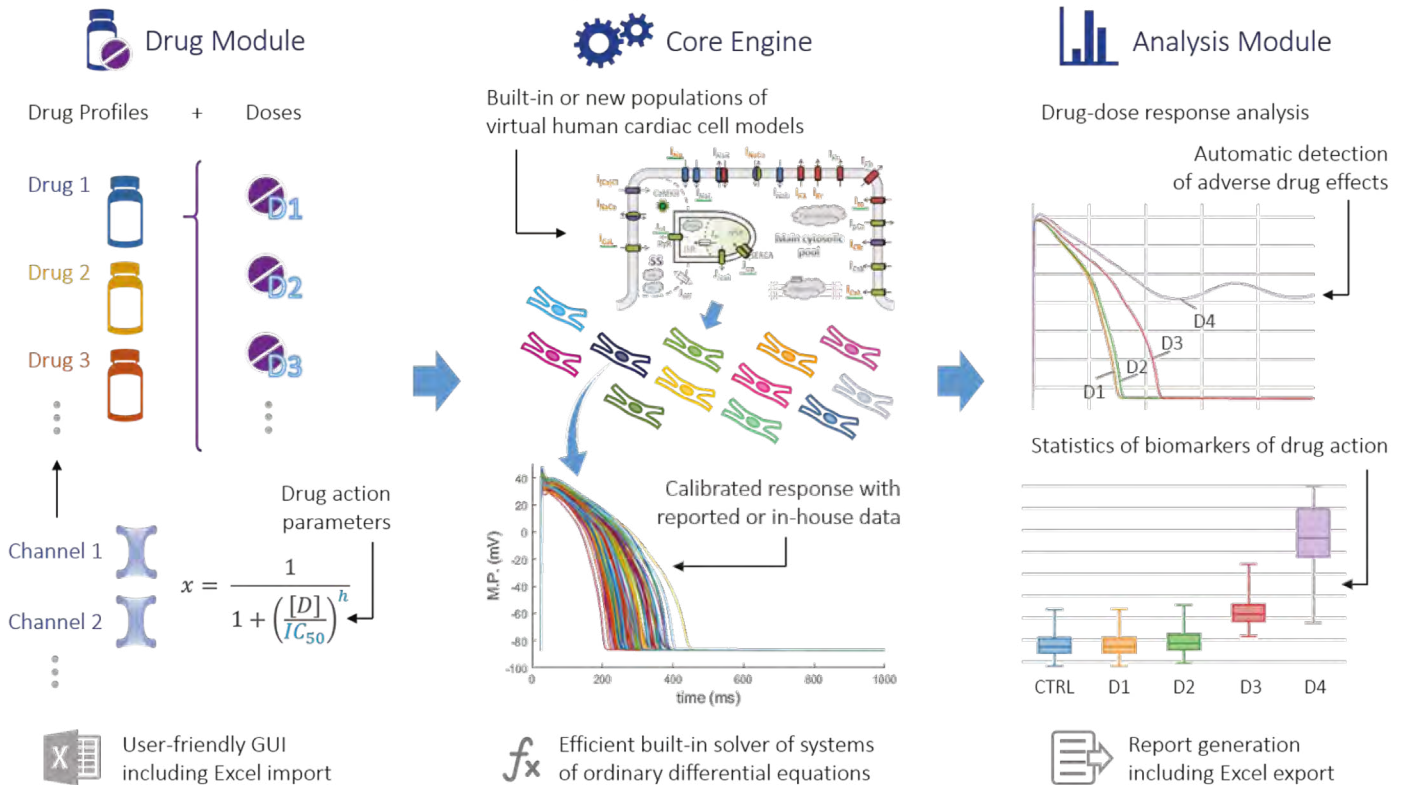 Drug Module
Drug Profiles + Doses
Drug 1
D1
Drug 2
D2
Drug 3
D3
Drug action
parameters
Channel 1
Channel 2
x = 1 / (1 + ([D] / IC50)^h)
User-friendly GUI
including Excel import
Core Engine
Built-in or new populations of
virtual human cardiac cell models
SS
Main cytosolic
pool
SERCA
Calibrated response with
reported or in-house data
M.P. (mV)
40
20
0
-20
-40
-60
-80
-100
0 200 400 600 800 1000
time (ms)
fx
Efficient built-in solver of systems
of ordinary differential equations
Analysis Module
Drug-dose response analysis
Automatic detection
of adverse drug effects
D4
D3
D2
D1
Statistics of biomarkers of drug action
CTRL D1 D2 D3 D4
X
Report generation
including Excel export